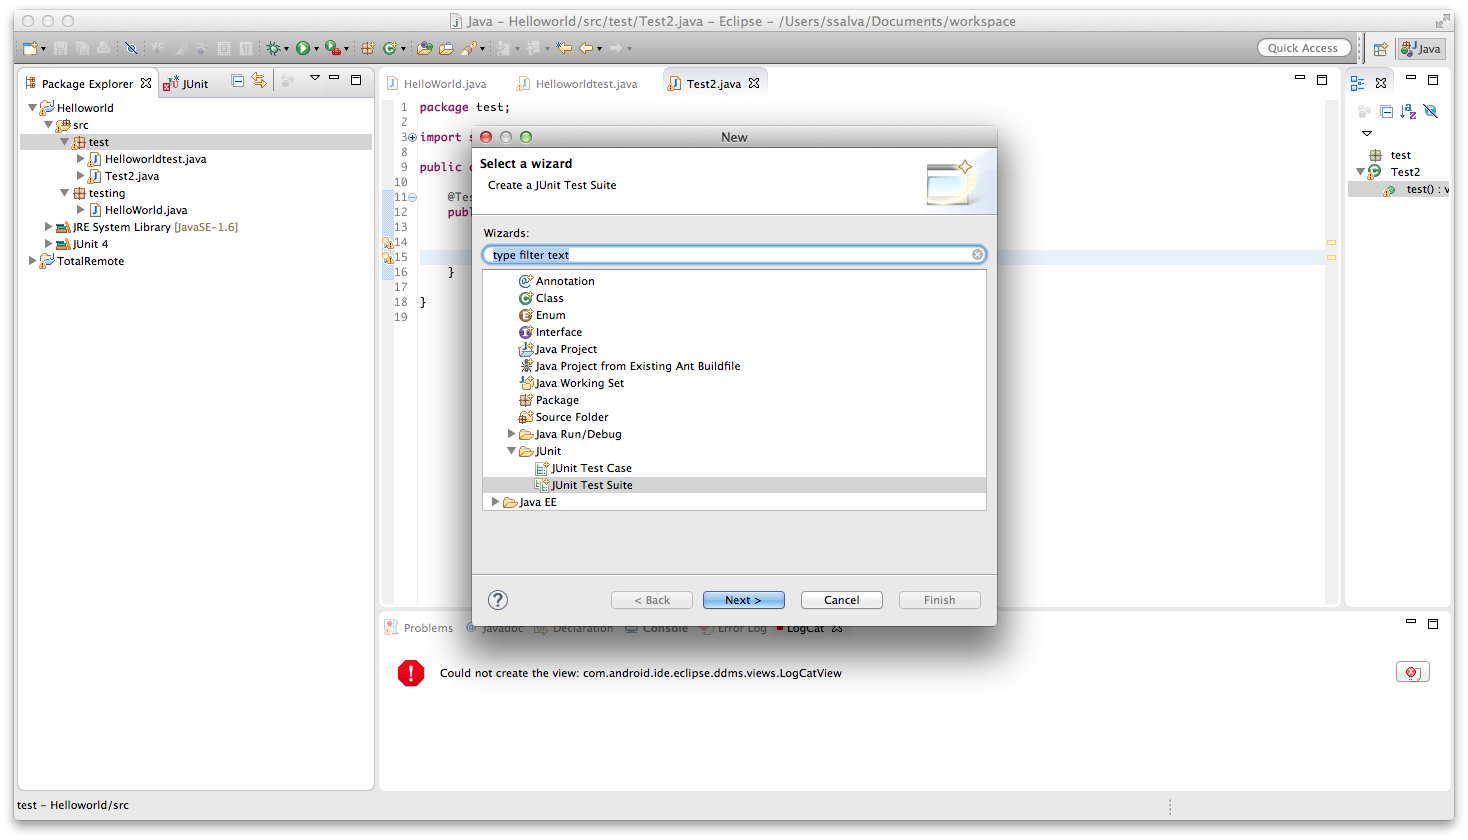 Java – Helloworld/src/test/Test2.java – Eclipse – /Users/ssalva/Documents/workspace
Quick Access
Java
Package Explorer
JUnit
Helloworld
src
test
Helloworldtest.java
Test2.java
testing
HelloWorld.java
JRE System Library [JavaSE-1.6]
JUnit 4
TotalRemote
HelloWorld.java
Helloworldtest.java
Test2.java
1 package test;
2
3 import
8
9 public
10
11 @Tes
12 publ
13
14
15
16 }
17
18 }
19
New
Select a wizard
Create a JUnit Test Suite
Wizards:
type filter text
Annotation
Class
Enum
Interface
Java Project
Java Project from Existing Ant Buildfile
Java Working Set
Package
Source Folder
Java Run/Debug
JUnit
JUnit Test Case
JUnit Test Suite
Java EE
< Back
Next >
Cancel
Finish
test
Test2
test() : v
Problems
@ Javadoc
Declaration
Console
Error Log
LogCat
Could not create the view: com.android.ide.eclipse.ddms.views.LogCatView
test – Helloworld/src